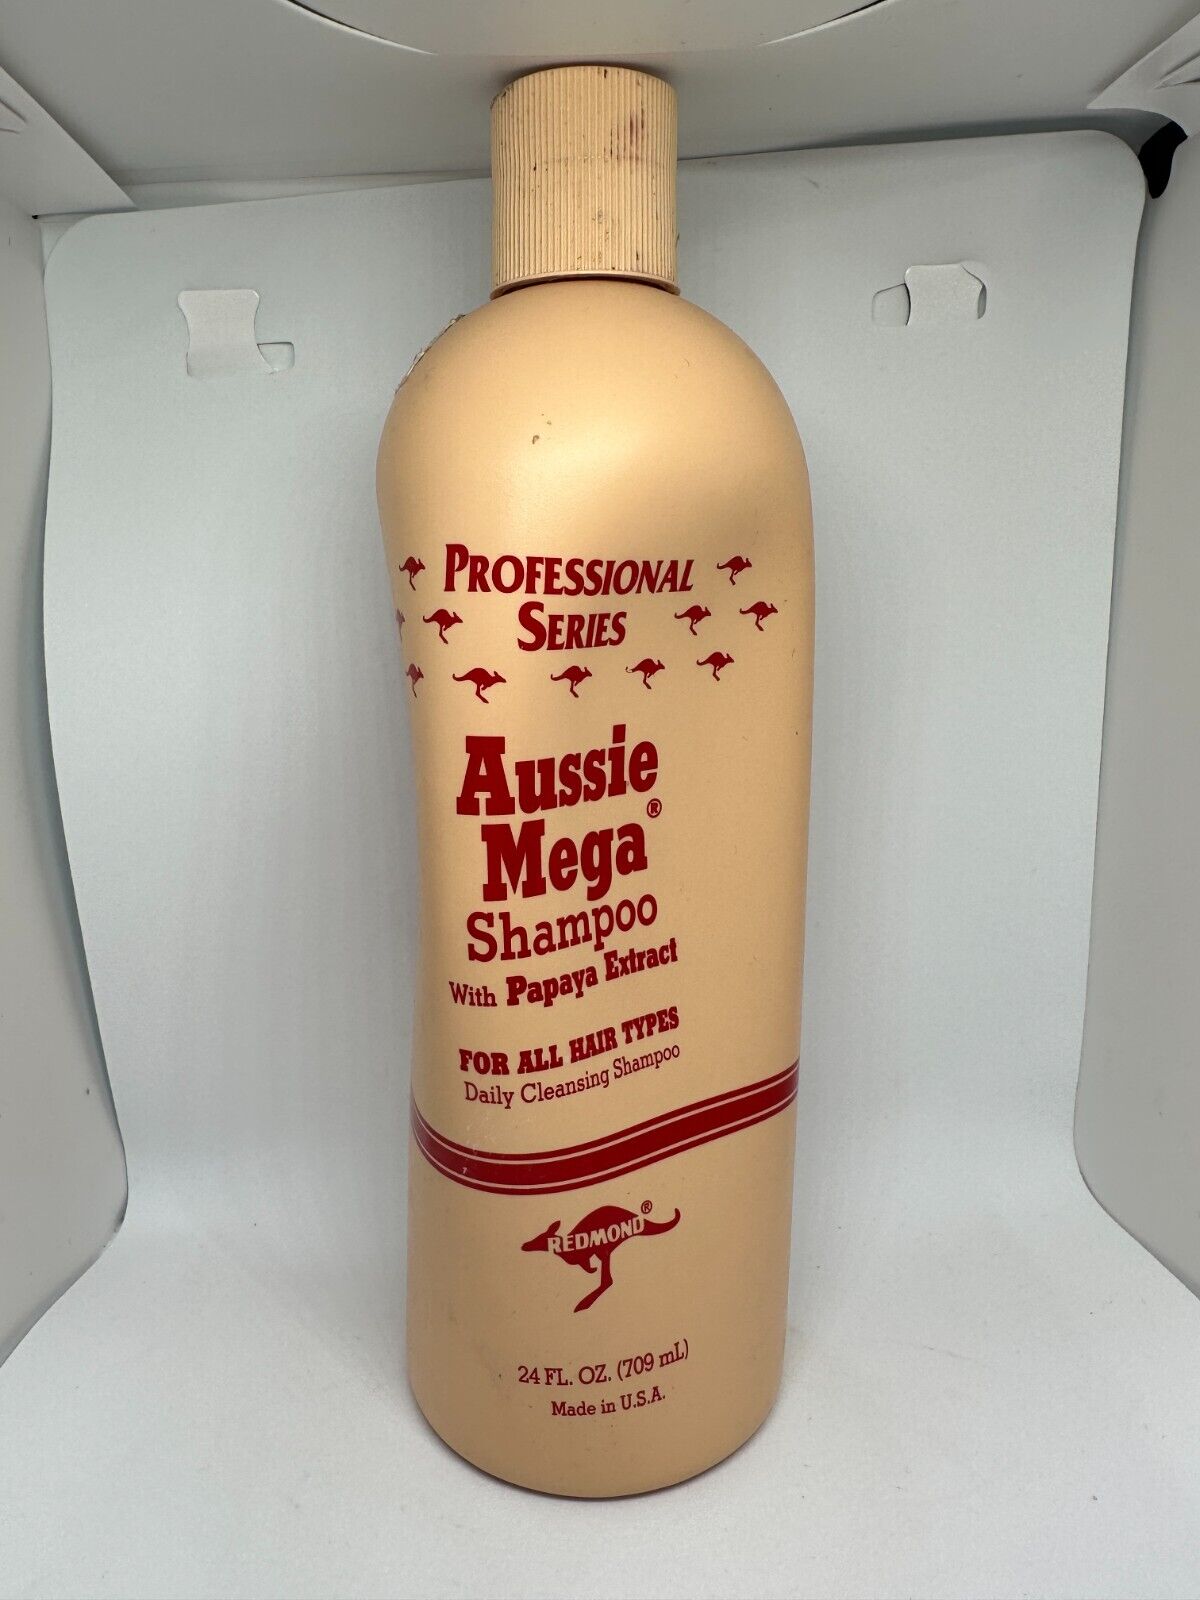 PROFESSIONAL
SERIES
Aussie
Mega®
Shampoo
With Papaya Extract
FOR ALL HAIR TYPES
Daily Cleansing Shampoo
REDMOND®
24 FL. OZ. (709 mL)
Made in U.S.A.